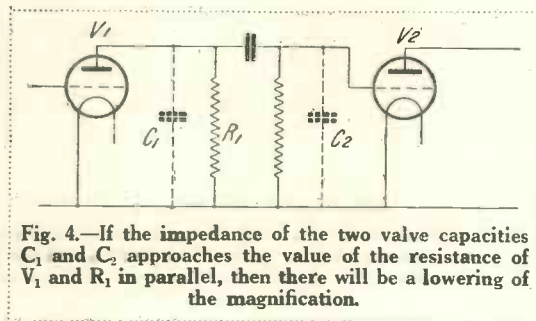 V1
V2
C1
R1
C2
Fig. 4.—If the impedance of the two valve capacities
C₁ and C₂ approaches the value of the resistance of
V₁ and R₁ in parallel, then there will be a lowering of
the magnification.